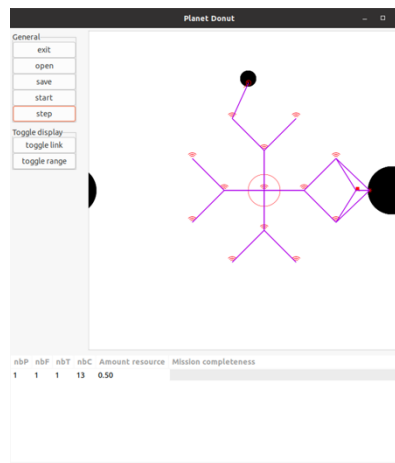 Planet Donut
General
exit
open
save
start
step
Toggle display
toggle link
toggle range
nbP nbF nbT nbC Amount resource Mission completeness
1 1 1 13 0.50